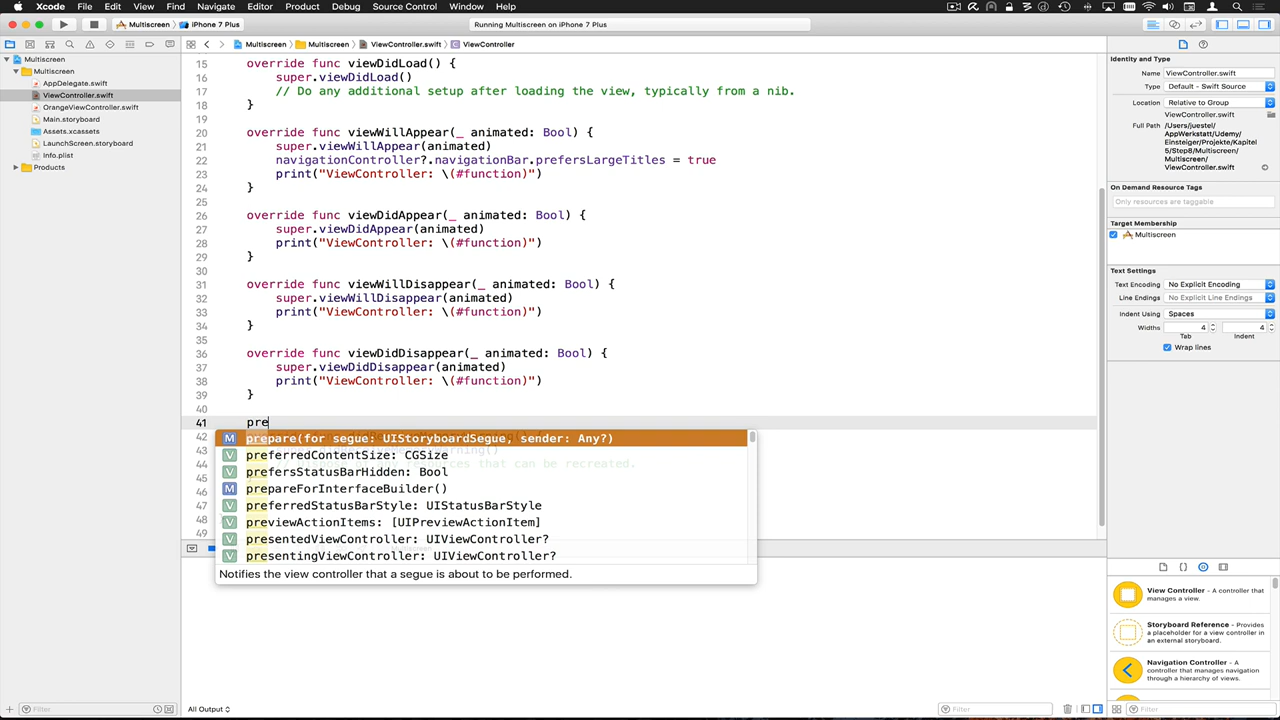 Xcode File Edit View Find Navigate Editor Product Debug Source Control Window Help
Multiscreen iPhone 7 Plus Running Multiscreen on iPhone 7 Plus
Multiscreen Multiscreen ViewController.swift C ViewController
Multiscreen
Multiscreen
AppDelegate.swift
ViewController.swift
OrangeViewController.swift
Main.storyboard
Assets.xcassets
LaunchScreen.storyboard
Info.plist
Products
Filter
15 override func viewDidLoad() {
16 super.viewDidLoad()
17 // Do any additional setup after loading the view, typically from a nib.
18 }
19
20 override func viewWillAppear(_ animated: Bool) {
21 super.viewWillAppear(animated)
22 navigationController?.navigationBar.prefersLargeTitles = true
23 print("ViewController: \(#function)")
24 }
25
26 override func viewDidAppear(_ animated: Bool) {
27 super.viewDidAppear(animated)
28 print("ViewController: \(#function)")
29 }
30
31 override func viewWillDisappear(_ animated: Bool) {
32 super.viewWillDisappear(animated)
33 print("ViewController: \(#function)")
34 }
35
36 override func viewDidDisappear(_ animated: Bool) {
37 super.viewDidDisappear(animated)
38 print("ViewController: \(#function)")
39 }
40
41 pre
42
43
44
45
46
47
48
49
M prepare(for segue: UIStoryboardSegue, sender: Any?)
V preferredContentSize: CGSize
V prefersStatusBarHidden: Bool
M prepareForInterfaceBuilder()
V preferredStatusBarStyle: UIStatusBarStyle
V previewActionItems: [UIPreviewActionItem]
V presentedViewController: UIViewController?
V presentingViewController: UIViewController?
Notifies the view controller that a segue is about to be performed.
All Output
Filter
Identity and Type
Name ViewController.swift
Type Default - Swift Source
Location Relative to Group
ViewController.swift
Full Path /Users/juestel/
AppWerkstatt/Udemy/
Einsteiger/Projekte/Kapitel
5/Step8/Multiscreen/
Multiscreen/
ViewController.swift
On Demand Resource Tags
Only resources are taggable
Target Membership
Multiscreen
Text Settings
Text Encoding No Explicit Encoding
Line Endings No Explicit Line Endings
Indent Using Spaces
Widths 4 4
Tab Indent
Wrap lines
View Controller - A controller that
manages a view.
Storyboard Reference - Provides
a placeholder for a view controller in
an external storyboard.
Navigation Controller - A
controller that manages navigation
through a hierarchy of views.
Filter